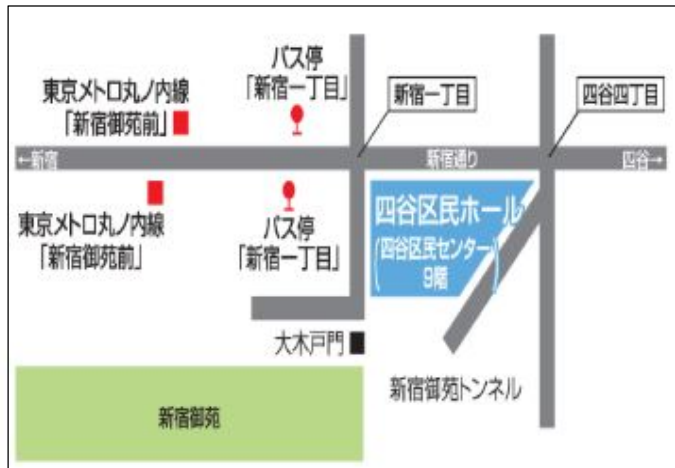 バス停
「新宿一丁目」
東京メトロ丸ノ内線
「新宿御苑前」
新宿一丁目
四谷四丁目
←新宿
新宿通り
四谷→
東京メトロ丸ノ内線
「新宿御苑前」
バス停
「新宿一丁目」
四谷区民ホール
(四谷区民センター)
9階
大木戸門
新宿御苑トンネル
新宿御苑